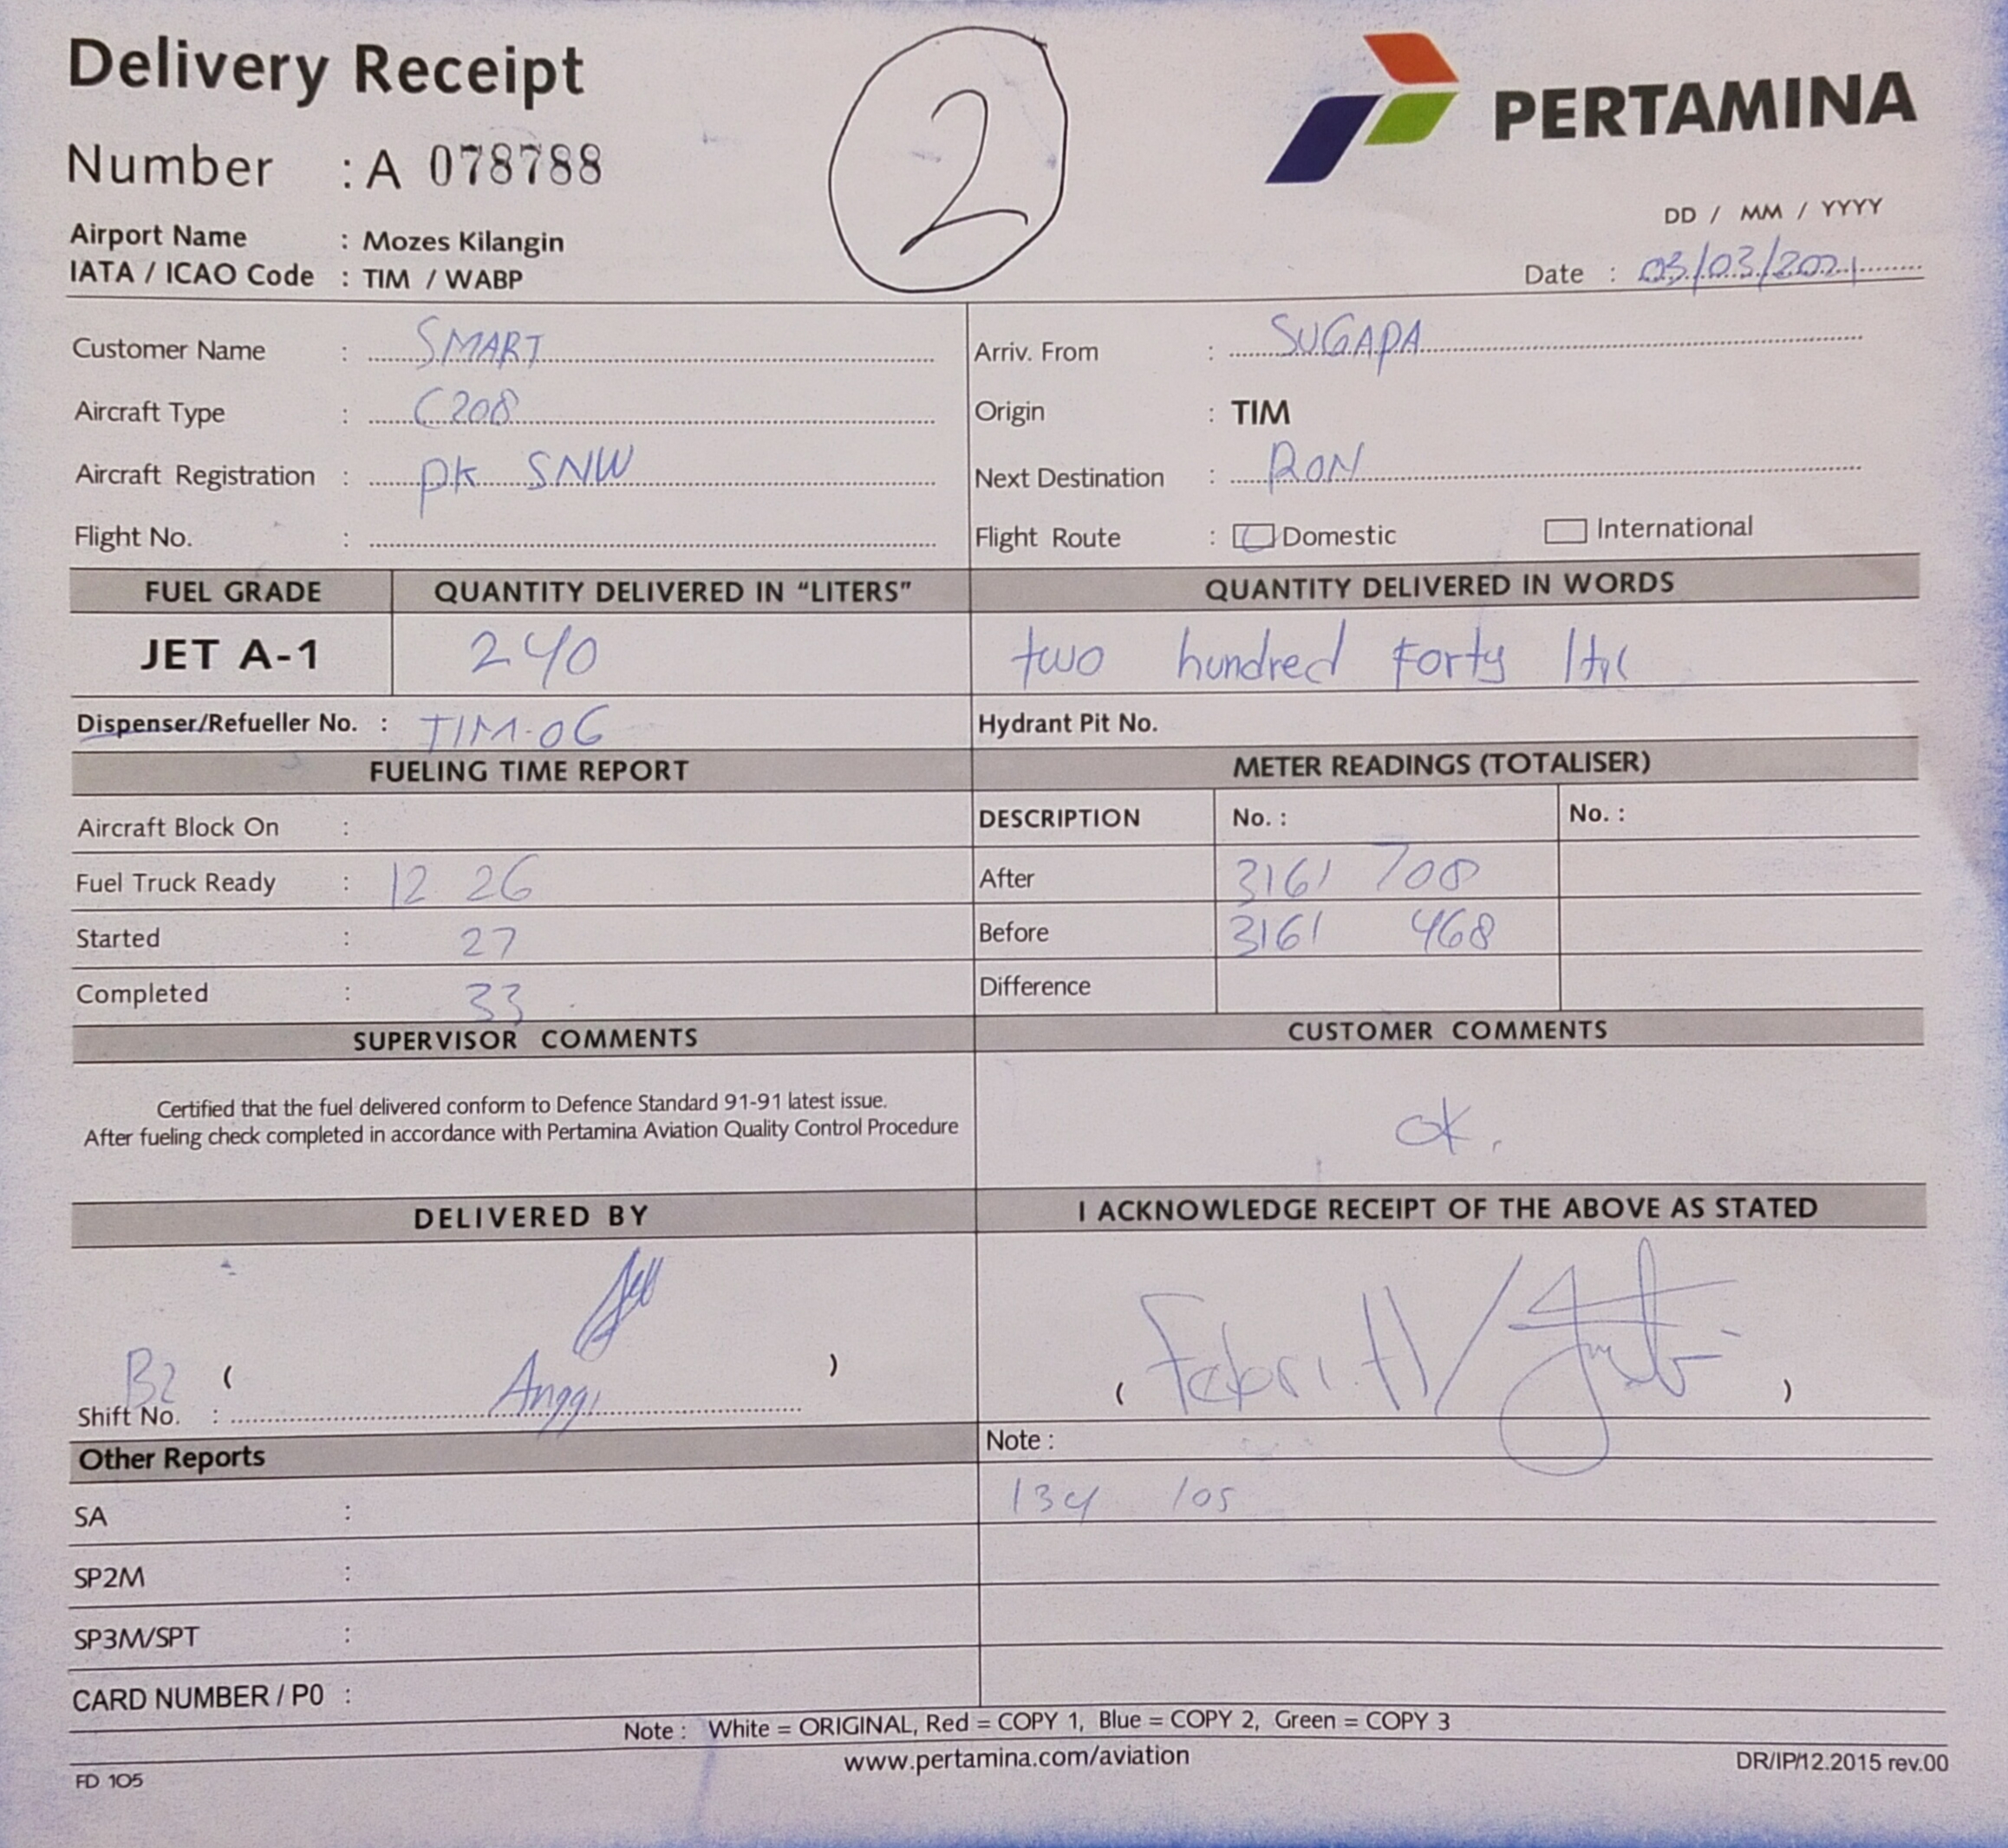 Delivery Receipt
2
PERTAMINA
Number : A 078788
DD / MM / YYYY
Airport Name : Mozes Kilangin
IATA / ICAO Code : TIM / WABP
Date : 03/03/2021
Customer Name : SMART
Arriv. From : SUGAPA
Aircraft Type : C208
Origin : TIM
Aircraft Registration : PK SNW
Next Destination : RON
Flight No. :
Flight Route : Domestic International
FUEL GRADE QUANTITY DELIVERED IN "LITERS" QUANTITY DELIVERED IN WORDS
JET A-1 240 two hundred Forty
Dispenser/Refueller No. : TIM-06 Hydrant Pit No.
FUELING TIME REPORT METER READINGS (TOTALISER)
Aircraft Block On : DESCRIPTION No. : No. :
Fuel Truck Ready : 12 26 After 3161 708
Started : 27 Before 3161 468
Completed : 33 Difference
SUPERVISOR COMMENTS CUSTOMER COMMENTS
Certified that the fuel delivered conform to Defence Standard 91-91 latest issue.
After fueling check completed in accordance with Pertamina Aviation Quality Control Procedure
ok.
DELIVERED BY I ACKNOWLEDGE RECEIPT OF THE ABOVE AS STATED
B2 ( Anggi )
Shift No. :
( )
Other Reports Note :
SA : 134 105
SP2M :
SP3M/SPT :
CARD NUMBER / P0 :
Note : White = ORIGINAL, Red = COPY 1, Blue = COPY 2, Green = COPY 3
www.pertamina.com/aviation
FD 105 DR/IP/12.2015 rev.00